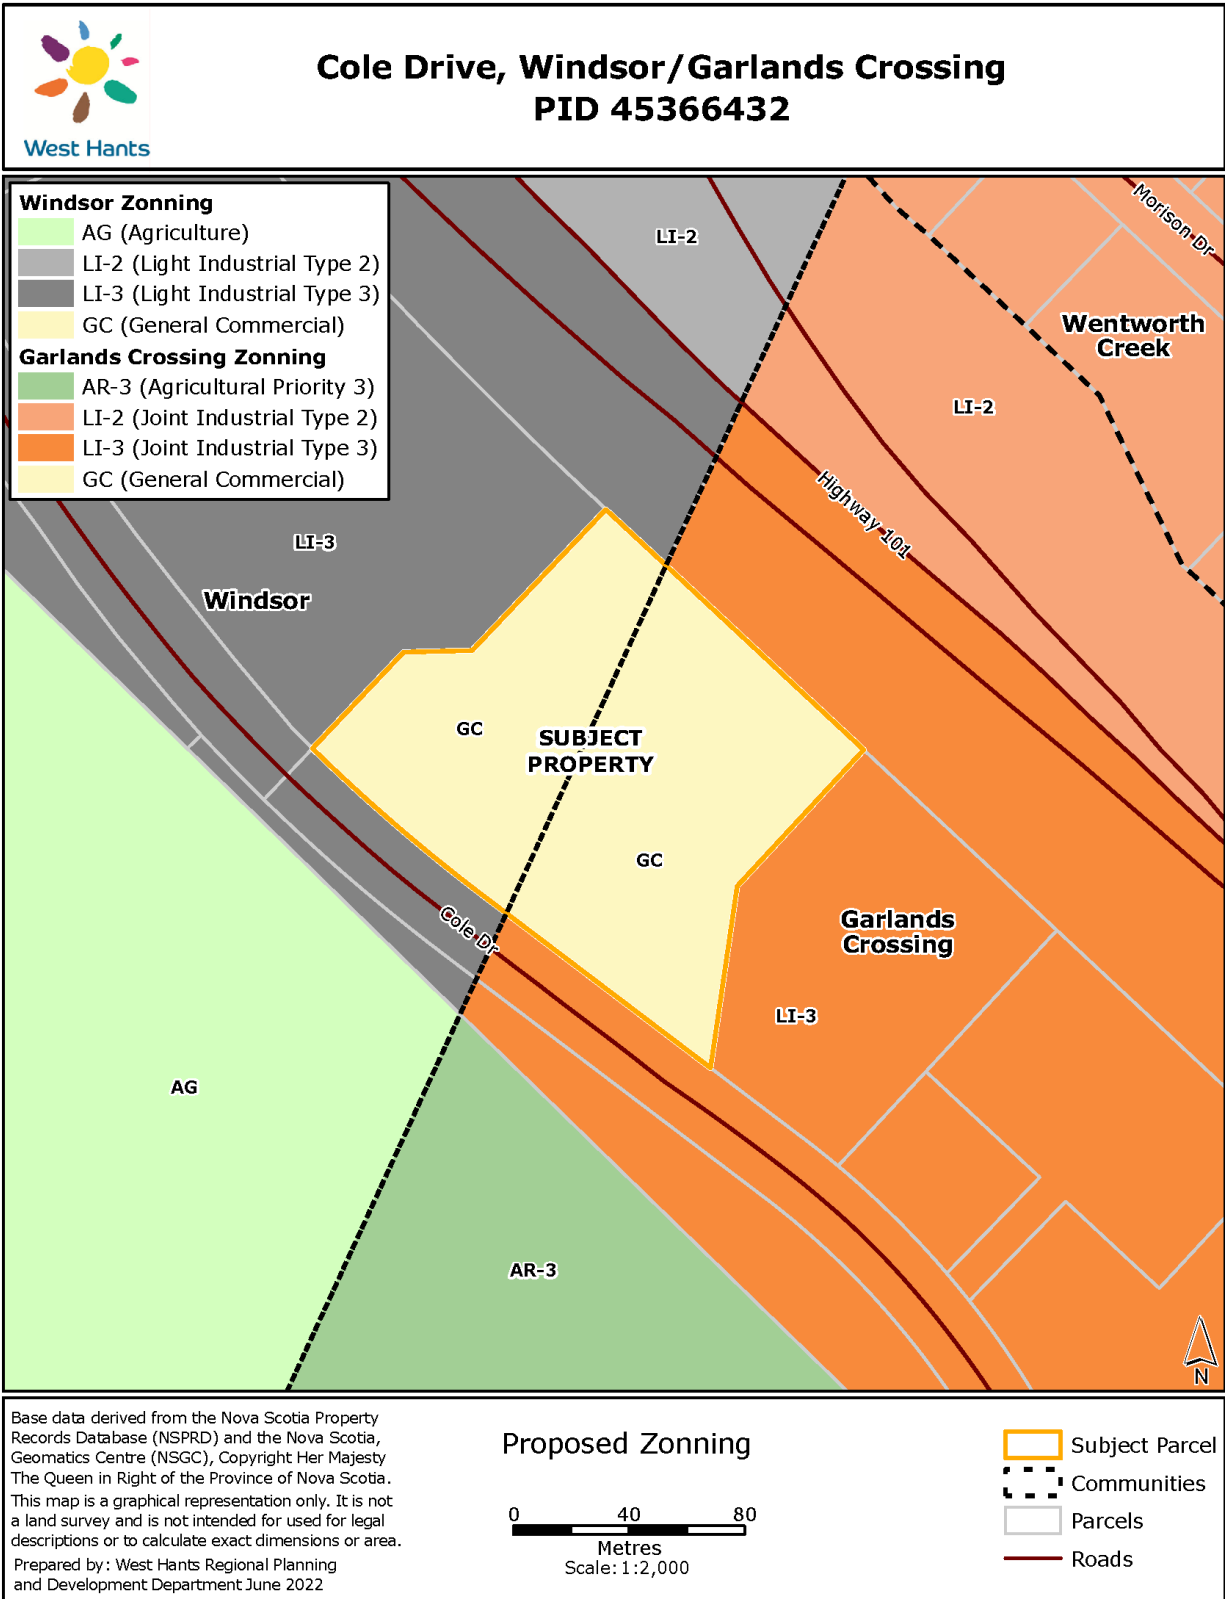 West Hants
Cole Drive, Windsor/Garlands Crossing
PID 45366432
Windsor Zonning
AG (Agriculture)
LI-2 (Light Industrial Type 2)
LI-3 (Light Industrial Type 3)
GC (General Commercial)
Garlands Crossing Zonning
AR-3 (Agricultural Priority 3)
LI-2 (Joint Industrial Type 2)
LI-3 (Joint Industrial Type 3)
GC (General Commercial)
LI-2
Morison Dr
Wentworth
Creek
LI-2
Highway 101
LI-3
Windsor
GC
SUBJECT
PROPERTY
GC
Cole Dr
Garlands
Crossing
LI-3
AG
AR-3
N
Base data derived from the Nova Scotia Property
Records Database (NSPRD) and the Nova Scotia,
Geomatics Centre (NSGC), Copyright Her Majesty
The Queen in Right of the Province of Nova Scotia.
This map is a graphical representation only. It is not
a land survey and is not intended for used for legal
descriptions or to calculate exact dimensions or area.
Prepared by: West Hants Regional Planning
and Development Department June 2022
Proposed Zonning
0 40 80
Metres
Scale: 1:2,000
Subject Parcel
Communities
Parcels
Roads